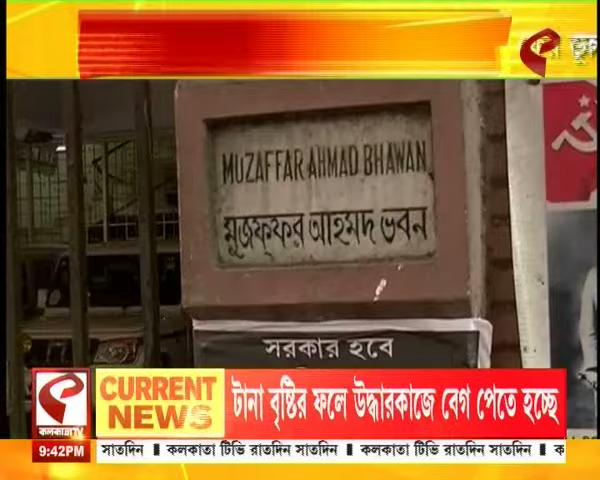 MUZAFFAR AHMAD BHAWAN
মুজফ্ফর আহমদ ভবন
সরকার হবে
CURRENT NEWS
টানা বৃষ্টির ফলে উদ্ধারকাজে বেগ পেতে হচ্ছে
কলকাতা TV
9:42PM
সাতদিন ▮ কলকাতা টিভি রাতদিন সাতদিন ▮ কলকাতা টিভি রাতদিন সাতদিন ▮ ক